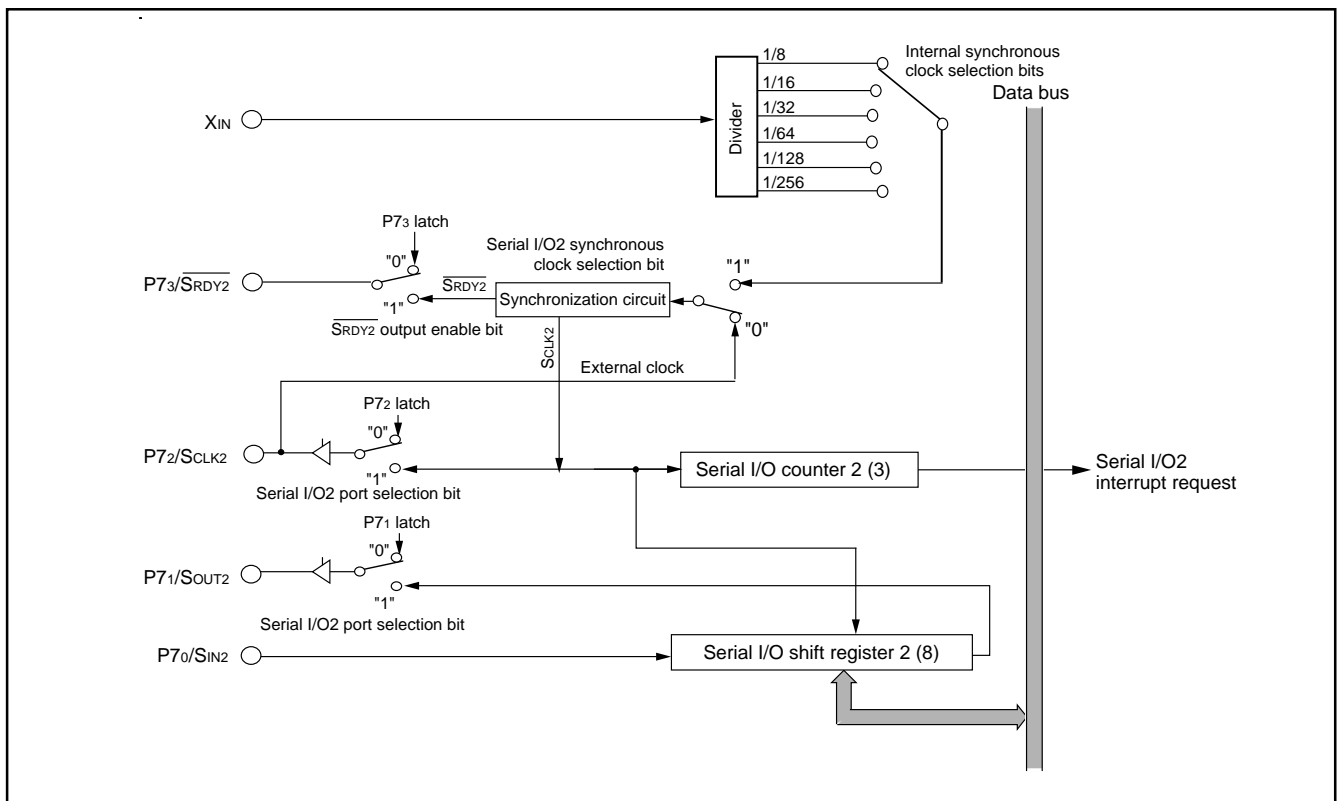 1/8
Internal synchronous
clock selection bits
1/16
Data bus
1/32
XIN
Divider
1/64
1/128
1/256
P73 latch
Serial I/O2 synchronous
clock selection bit
"0"
"1"
P73/SRDY2
SRDY2
Synchronization circuit
"1"
"0"
SRDY2 output enable bit
SCLK2
External clock
P72 latch
"0"
P72/SCLK2
Serial I/O counter 2 (3)
Serial I/O2
interrupt request
"1"
Serial I/O2 port selection bit
P71 latch
"0"
P71/SOUT2
"1"
Serial I/O2 port selection bit
P70/SIN2
Serial I/O shift register 2 (8)